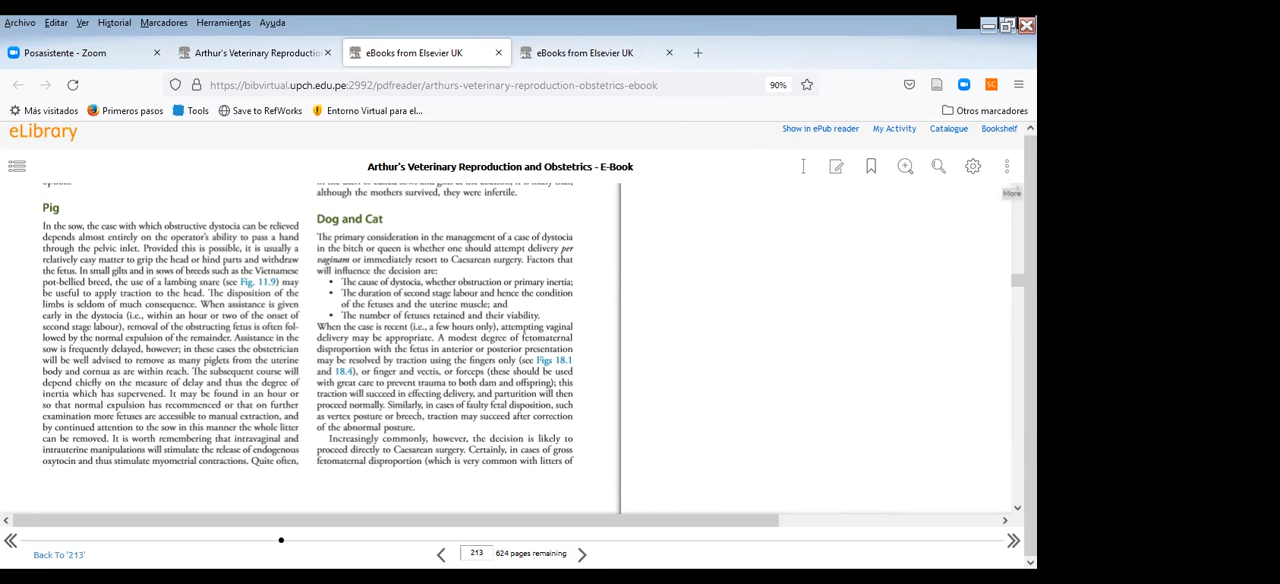 Archivo Editar Ver Historial Marcadores Herramientas Ayuda
Posasistente - Zoom
Arthur's Veterinary Reproductio
eBooks from Elsevier UK
eBooks from Elsevier UK
https://bibvirtual.upch.edu.pe:2992/pdfreader/arthurs-veterinary-reproduction-obstetrics-ebook
90%
Más visitados Primeros pasos Tools Save to RefWorks Entorno Virtual para el... Otros marcadores
eLibrary
Show in ePub reader My Activity Catalogue Bookshelf
Arthur's Veterinary Reproduction and Obstetrics - E-Book
More
option.
Pig
In the sow, the ease with which obstructive dystocia can be relieved
depends almost entirely on the operator's ability to pass a hand
through the pelvic inlet. Provided this is possible, it is usually a
relatively easy matter to grip the head or hind parts and withdraw
the fetus. In small gilts and in sows of breeds such as the Vietnamese
pot-bellied breed, the use of a lambing snare (see Fig. 11.9) may
be useful to apply traction to the head. The disposition of the
limbs is seldom of much consequence. When assistance is given
early in the dystocia (i.e., within an hour or two of the onset of
second stage labour), removal of the obstructing fetus is often fol-
lowed by the normal expulsion of the remainder. Assistance in the
sow is frequently delayed, however; in these cases the obstetrician
will be well advised to remove as many piglets from the uterine
body and cornua as are within reach. The subsequent course will
depend chiefly on the measure of delay and thus the degree of
inertia which has supervened. It may be found in an hour or
so that normal expulsion has recommenced or that on further
examination more fetuses are accessible to manual extraction, and
by continued attention to the sow in this manner the whole litter
can be removed. It is worth remembering that intravaginal and
intrauterine manipulations will stimulate the release of endogenous
oxytocin and thus stimulate myometrial contractions. Quite often,
although the mothers survived, they were infertile.
Dog and Cat
The primary consideration in the management of a case of dystocia
in the bitch or queen is whether one should attempt delivery per
vaginam or immediately resort to Caesarean surgery. Factors that
will influence the decision are:
• The cause of dystocia, whether obstruction or primary inertia;
• The duration of second stage labour and hence the condition
of the fetuses and the uterine muscle; and
• The number of fetuses retained and their viability.
When the case is recent (i.e., a few hours only), attempting vaginal
delivery may be appropriate. A modest degree of fetomaternal
disproportion with the fetus in anterior or posterior presentation
may be resolved by traction using the fingers only (see Figs 18.1
and 18.4), or finger and vectis, or forceps (these should be used
with great care to prevent trauma to both dam and offspring); this
traction will succeed in effecting delivery, and parturition will then
proceed normally. Similarly, in cases of faulty fetal disposition, such
as vertex posture or breech, traction may succeed after correction
of the abnormal posture.
Increasingly commonly, however, the decision is likely to
proceed directly to Caesarean surgery. Certainly, in cases of gross
fetomaternal disproportion (which is very common with litters of
Back To '213'
213 624 pages remaining